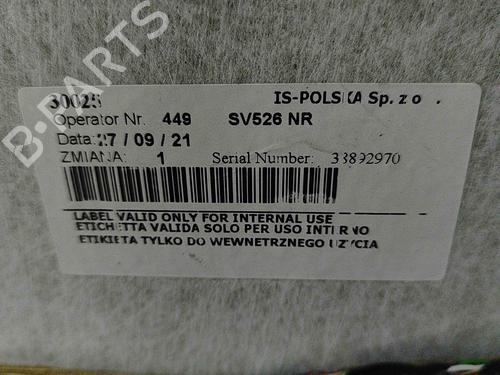 B-PARTS
30025 IS-POLSKA Sp. z o .
Operator Nr. 449 SV526 NR
Data: 27 / 09 / 21
ZMIANA: 1 Serial Number: 33892970
LABEL VALID ONLY FOR INTERNAL USE
ETICHETTA VALIDA SOLO PER USO INTERNO
ETIKIETA TYLKO DO WEWNETRZNEGO UZYCIA